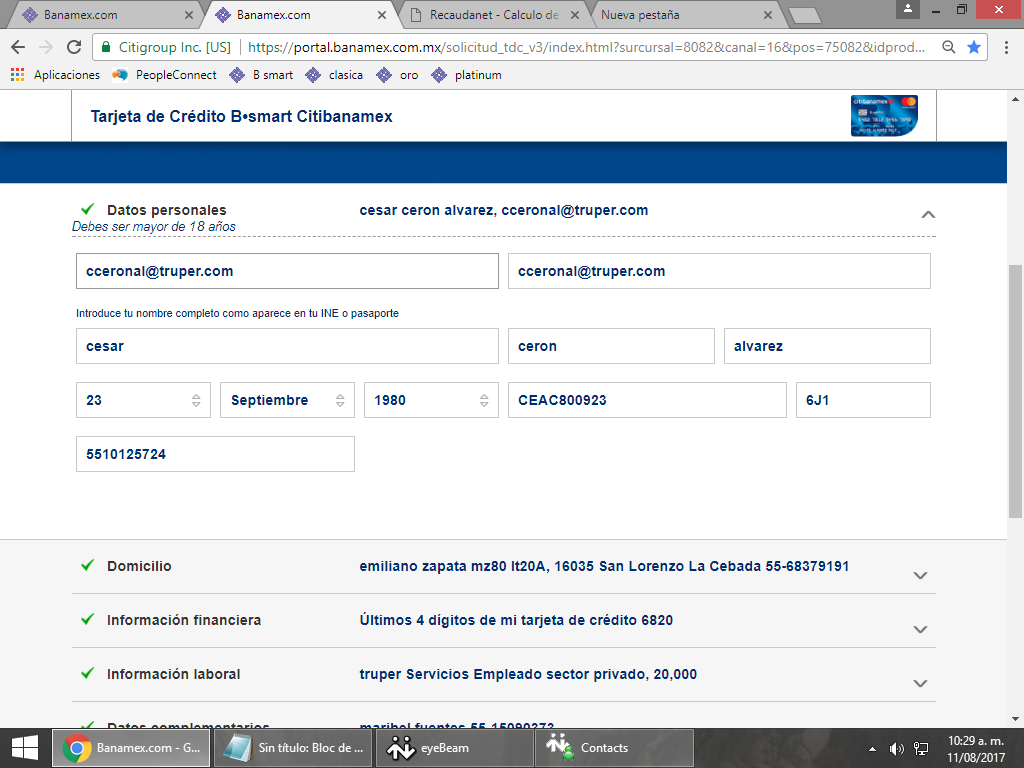 Banamex.com
Banamex.com
Recaudanet - Calculo de
Nueva pestaña
Citigroup Inc. [US]
https://portal.banamex.com.mx/solicitud_tdc_v3/index.html?surcursal=8082&canal=16&pos=75082&idprod...
Aplicaciones
PeopleConnect
B smart
clasica
oro
platinum
Tarjeta de Crédito B•smart Citibanamex
citibanamex
Datos personales
cesar ceron alvarez, cceronal@truper.com
Debes ser mayor de 18 años
cceronal@truper.com
cceronal@truper.com
Introduce tu nombre completo como aparece en tu INE o pasaporte
cesar
ceron
alvarez
23
Septiembre
1980
CEAC800923
6J1
5510125724
Domicilio
emiliano zapata mz80 lt20A, 16035 San Lorenzo La Cebada 55-68379191
Información financiera
Últimos 4 dígitos de mi tarjeta de crédito 6820
Información laboral
truper Servicios Empleado sector privado, 20,000
Datos complementarios
maribel fuentes 55-15090373
Banamex.com - G...
Sin título: Bloc de ...
eyeBeam
Contacts
10:29 a. m.
11/08/2017